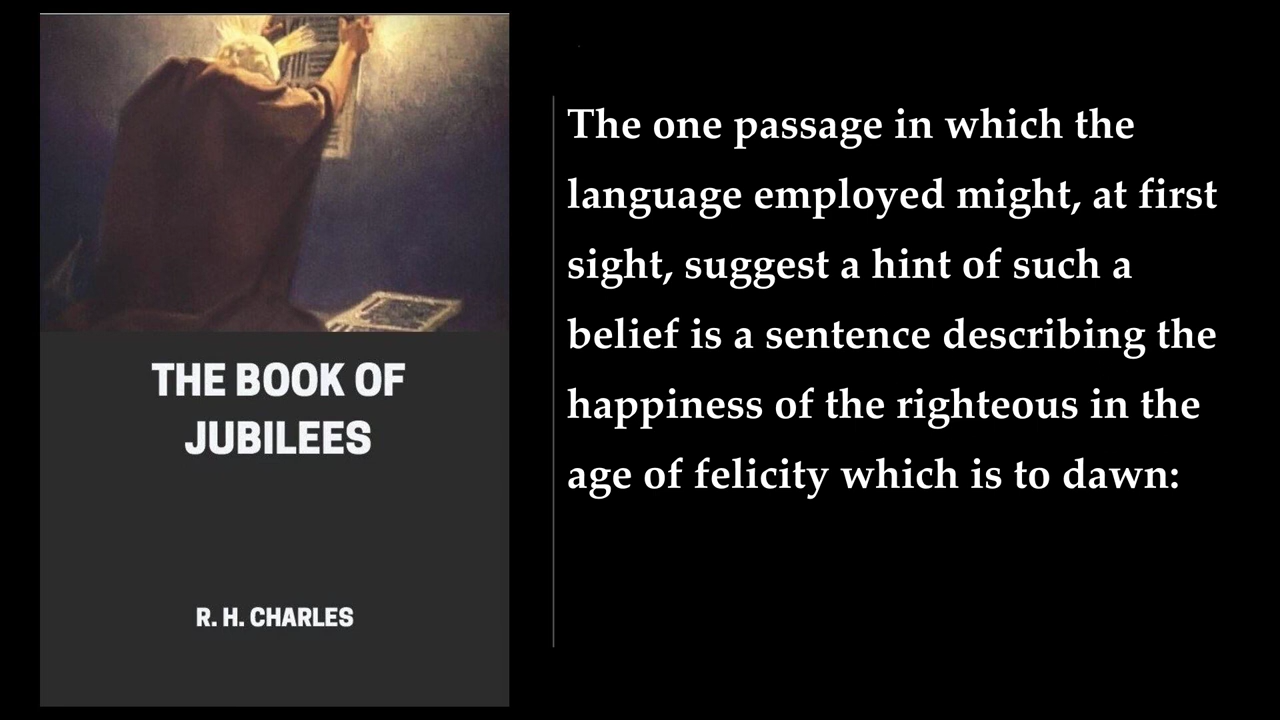 THE BOOK OF
JUBILEES
R. H. CHARLES
The one passage in which the
language employed might, at first
sight, suggest a hint of such a
belief is a sentence describing the
happiness of the righteous in the
age of felicity which is to dawn: